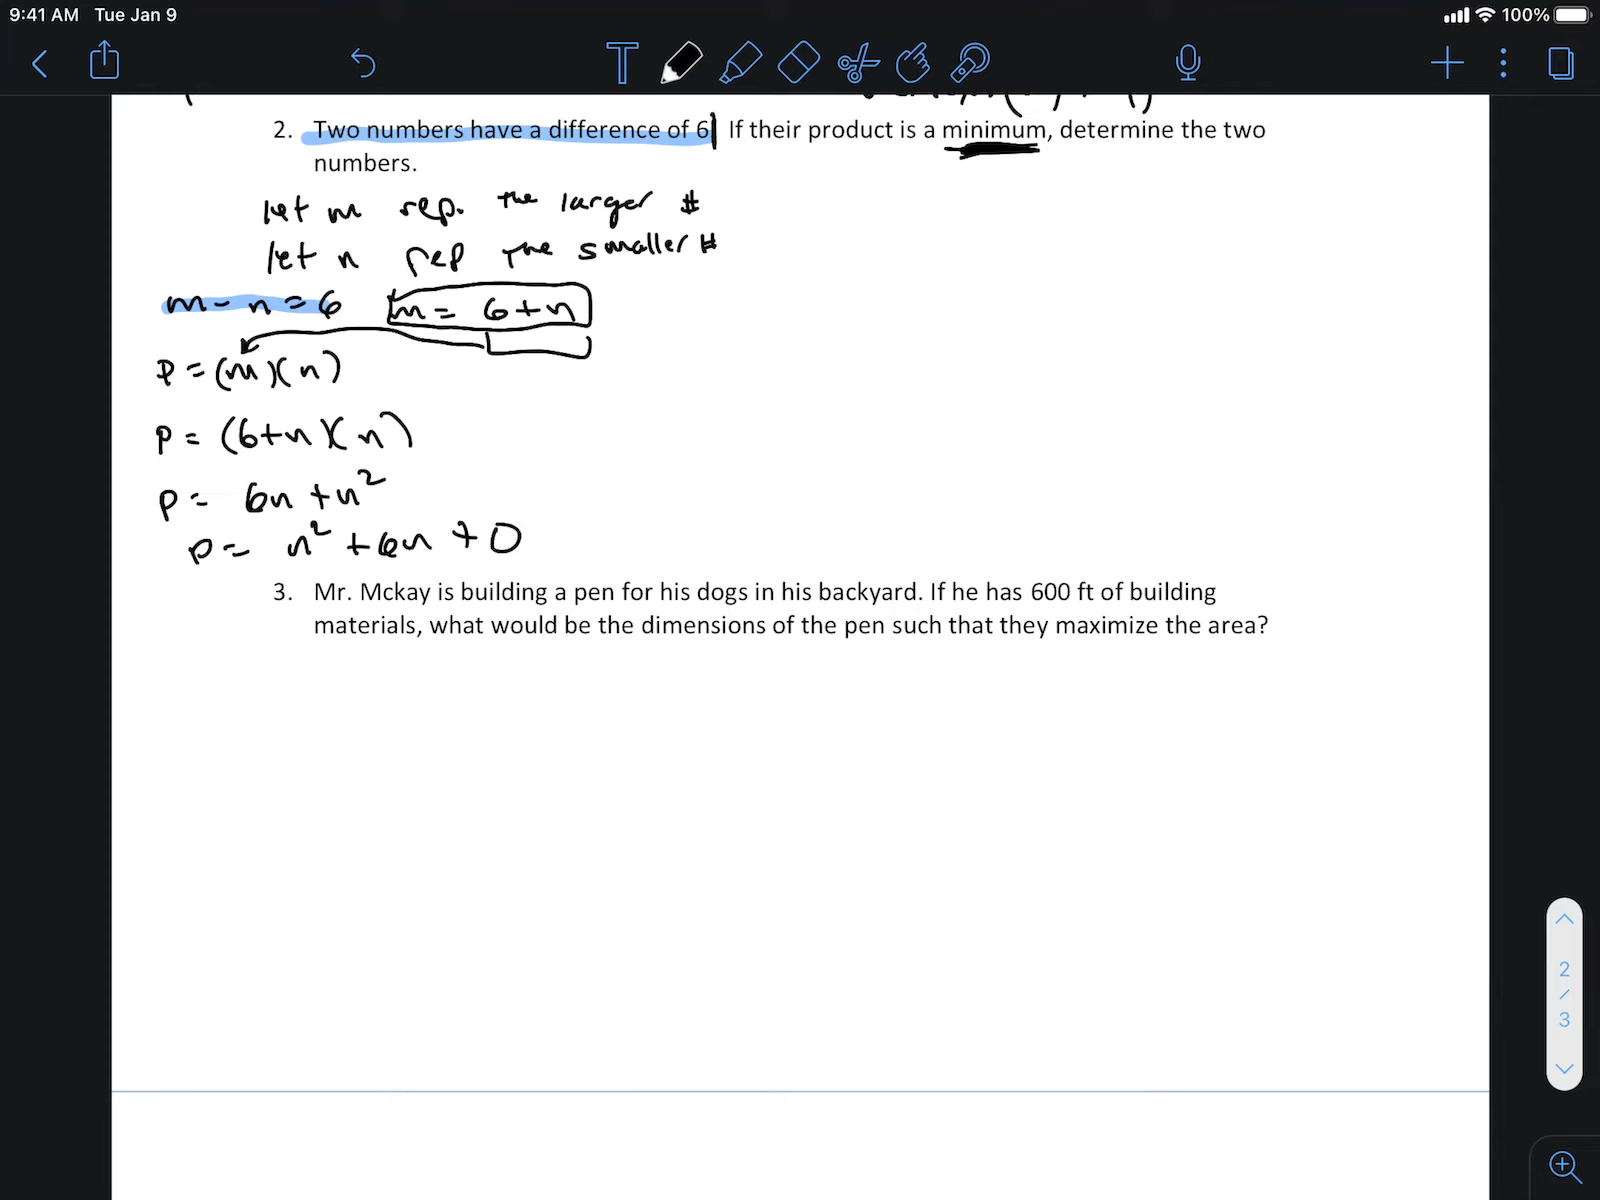 9:41 AM Tue Jan 9 100%
2. Two numbers have a difference of 6. If their product is a minimum, determine the two
numbers.
let m rep. the larger #
let n rep the smaller #
m - n = 6 m = 6+n
P = (m)(n)
P = (6+n)(n)
P = 6n + n²
P = n² + 6n + 0
3. Mr. Mckay is building a pen for his dogs in his backyard. If he has 600 ft of building
materials, what would be the dimensions of the pen such that they maximize the area?
2
/
3